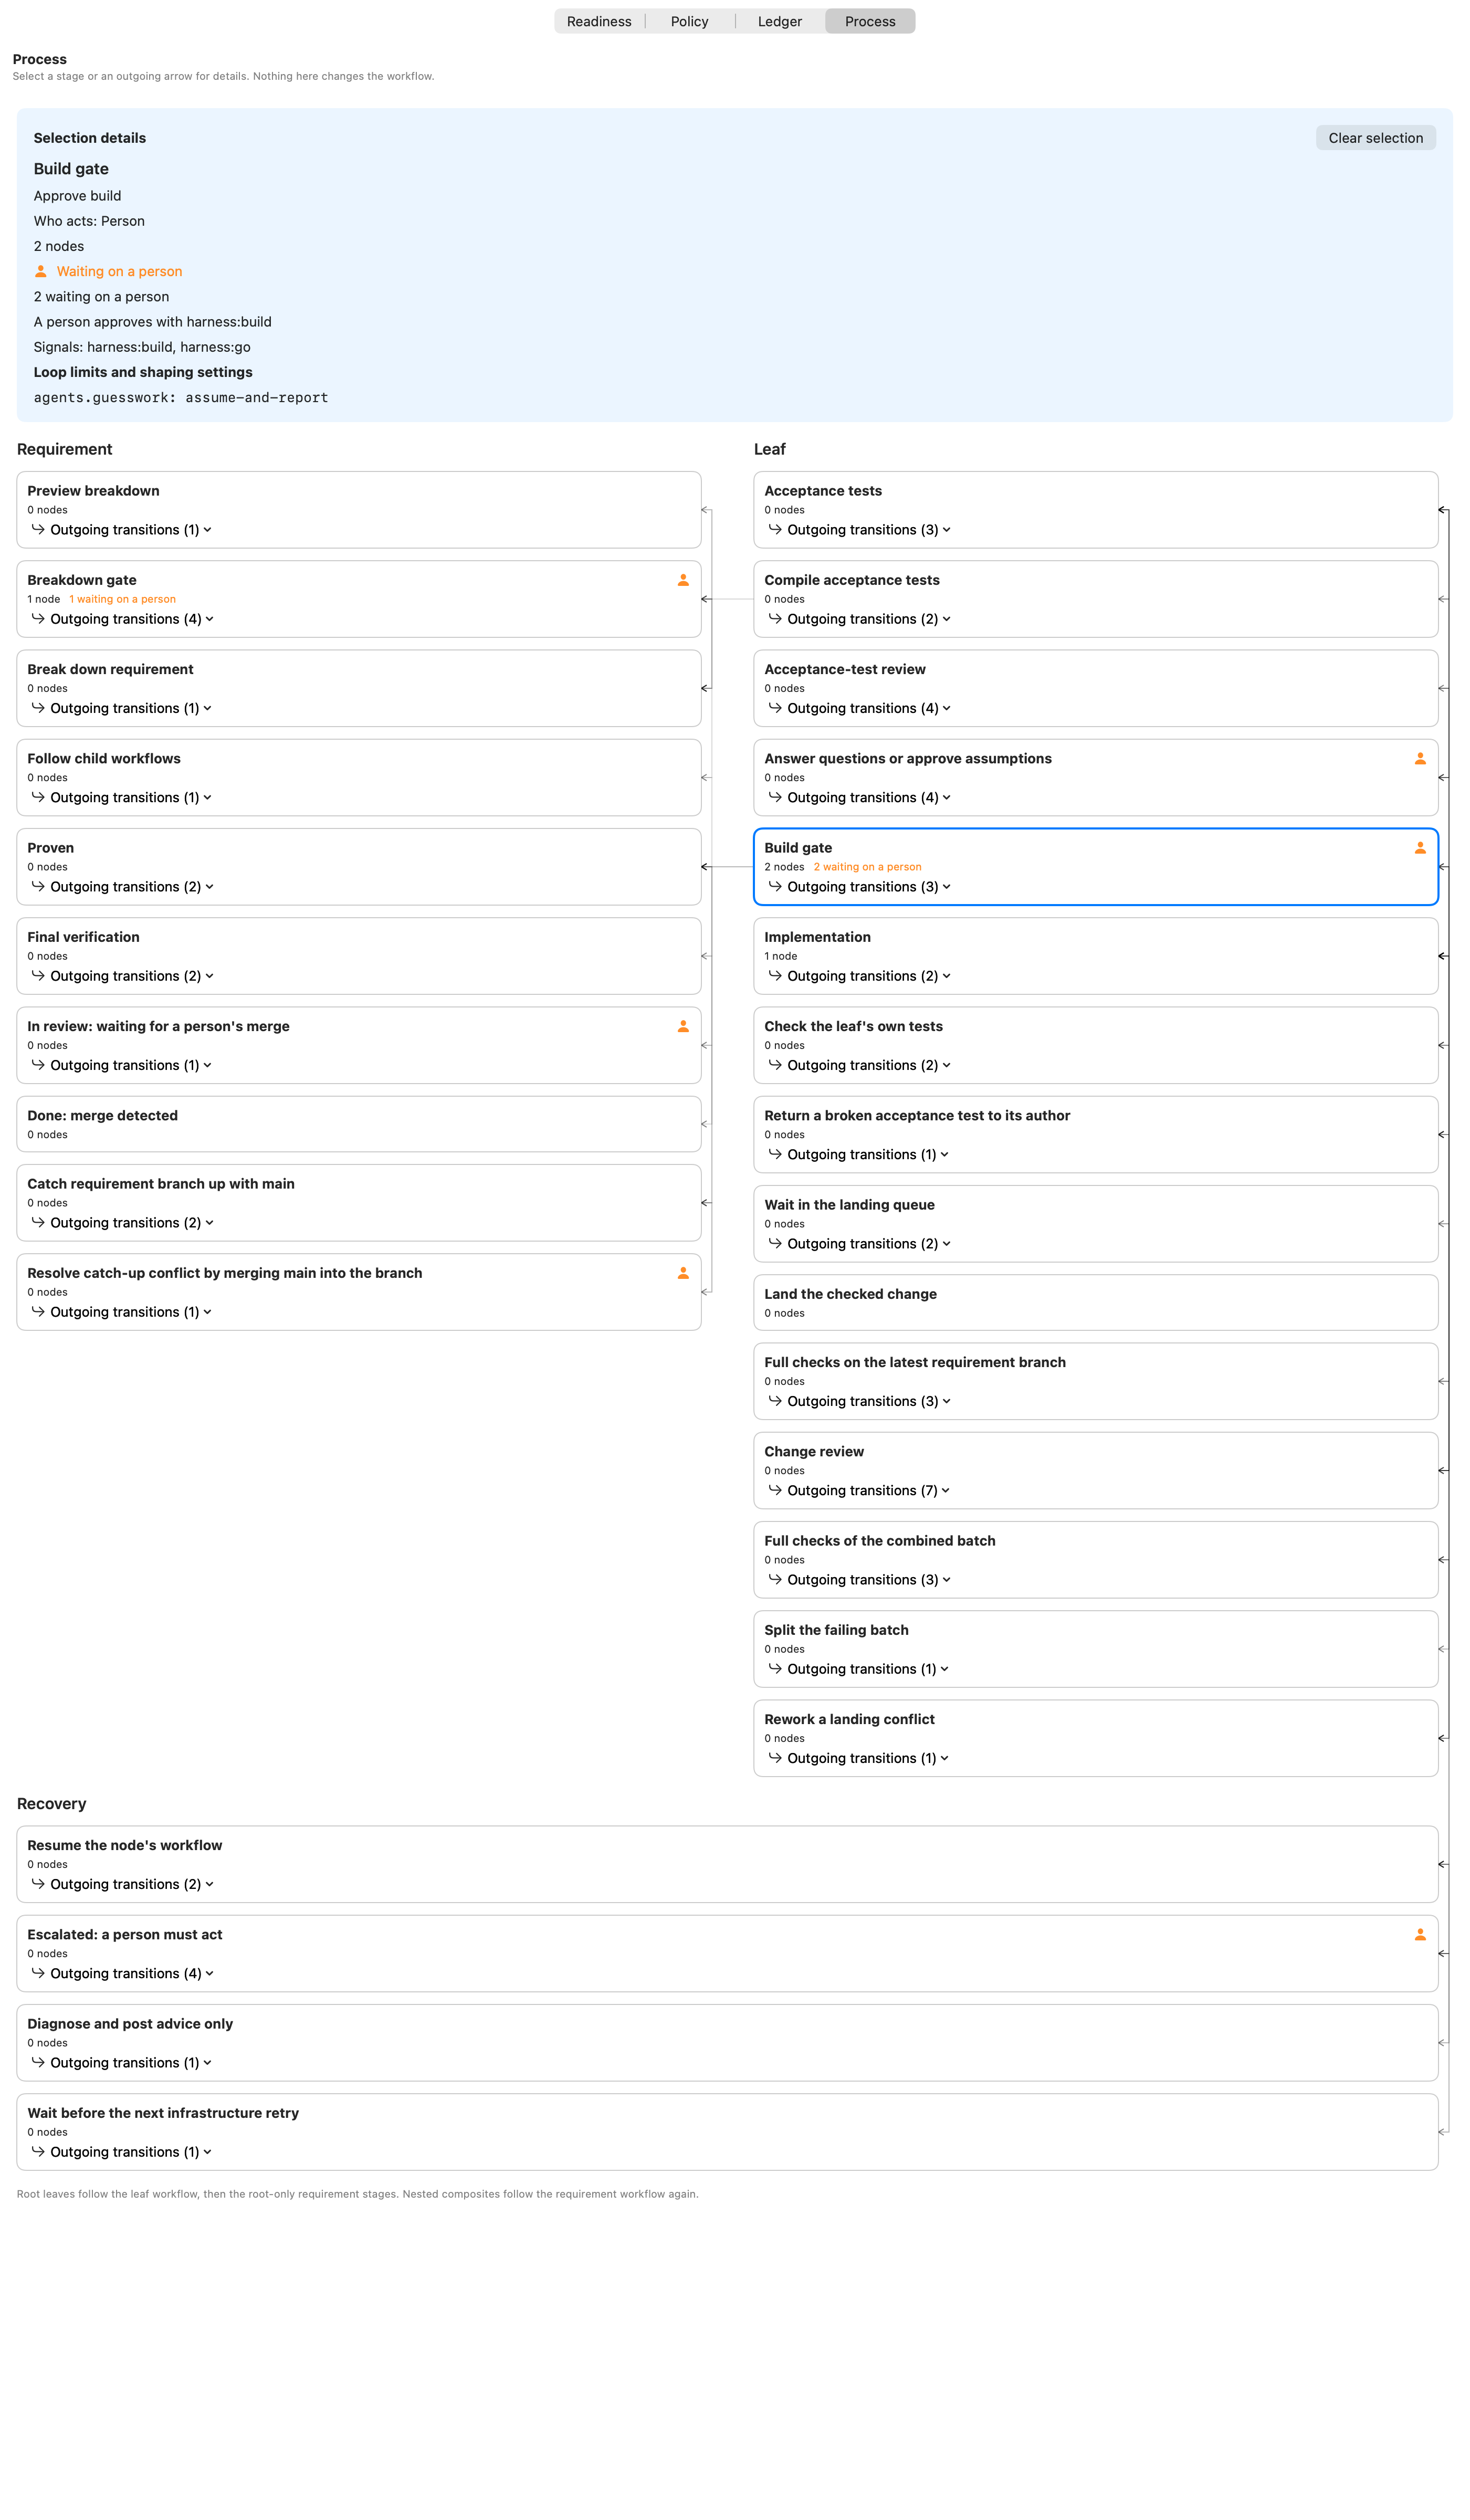 Readiness
Policy
Ledger
Process
Process
Select a stage or an outgoing arrow for details. Nothing here changes the workflow.
Selection details
Clear selection
Build gate
Approve build
Who acts: Person
2 nodes
Waiting on a person
2 waiting on a person
A person approves with harness:build
Signals: harness:build, harness:go
Loop limits and shaping settings
agents.guesswork: assume-and-report
Requirement
Preview breakdown
0 nodes
Outgoing transitions (1)
Breakdown gate
1 node 1 waiting on a person
Outgoing transitions (4)
Break down requirement
0 nodes
Outgoing transitions (1)
Follow child workflows
0 nodes
Outgoing transitions (1)
Proven
0 nodes
Outgoing transitions (2)
Final verification
0 nodes
Outgoing transitions (2)
In review: waiting for a person's merge
0 nodes
Outgoing transitions (1)
Done: merge detected
0 nodes
Catch requirement branch up with main
0 nodes
Outgoing transitions (2)
Resolve catch-up conflict by merging main into the branch
0 nodes
Outgoing transitions (1)
Leaf
Acceptance tests
0 nodes
Outgoing transitions (3)
Compile acceptance tests
0 nodes
Outgoing transitions (2)
Acceptance-test review
0 nodes
Outgoing transitions (4)
Answer questions or approve assumptions
0 nodes
Outgoing transitions (4)
Build gate
2 nodes 2 waiting on a person
Outgoing transitions (3)
Implementation
1 node
Outgoing transitions (2)
Check the leaf's own tests
0 nodes
Outgoing transitions (2)
Return a broken acceptance test to its author
0 nodes
Outgoing transitions (1)
Wait in the landing queue
0 nodes
Outgoing transitions (2)
Land the checked change
0 nodes
Full checks on the latest requirement branch
0 nodes
Outgoing transitions (3)
Change review
0 nodes
Outgoing transitions (7)
Full checks of the combined batch
0 nodes
Outgoing transitions (3)
Split the failing batch
0 nodes
Outgoing transitions (1)
Rework a landing conflict
0 nodes
Outgoing transitions (1)
Recovery
Resume the node's workflow
0 nodes
Outgoing transitions (2)
Escalated: a person must act
0 nodes
Outgoing transitions (4)
Diagnose and post advice only
0 nodes
Outgoing transitions (1)
Wait before the next infrastructure retry
0 nodes
Outgoing transitions (1)
Root leaves follow the leaf workflow, then the root-only requirement stages. Nested composites follow the requirement workflow again.